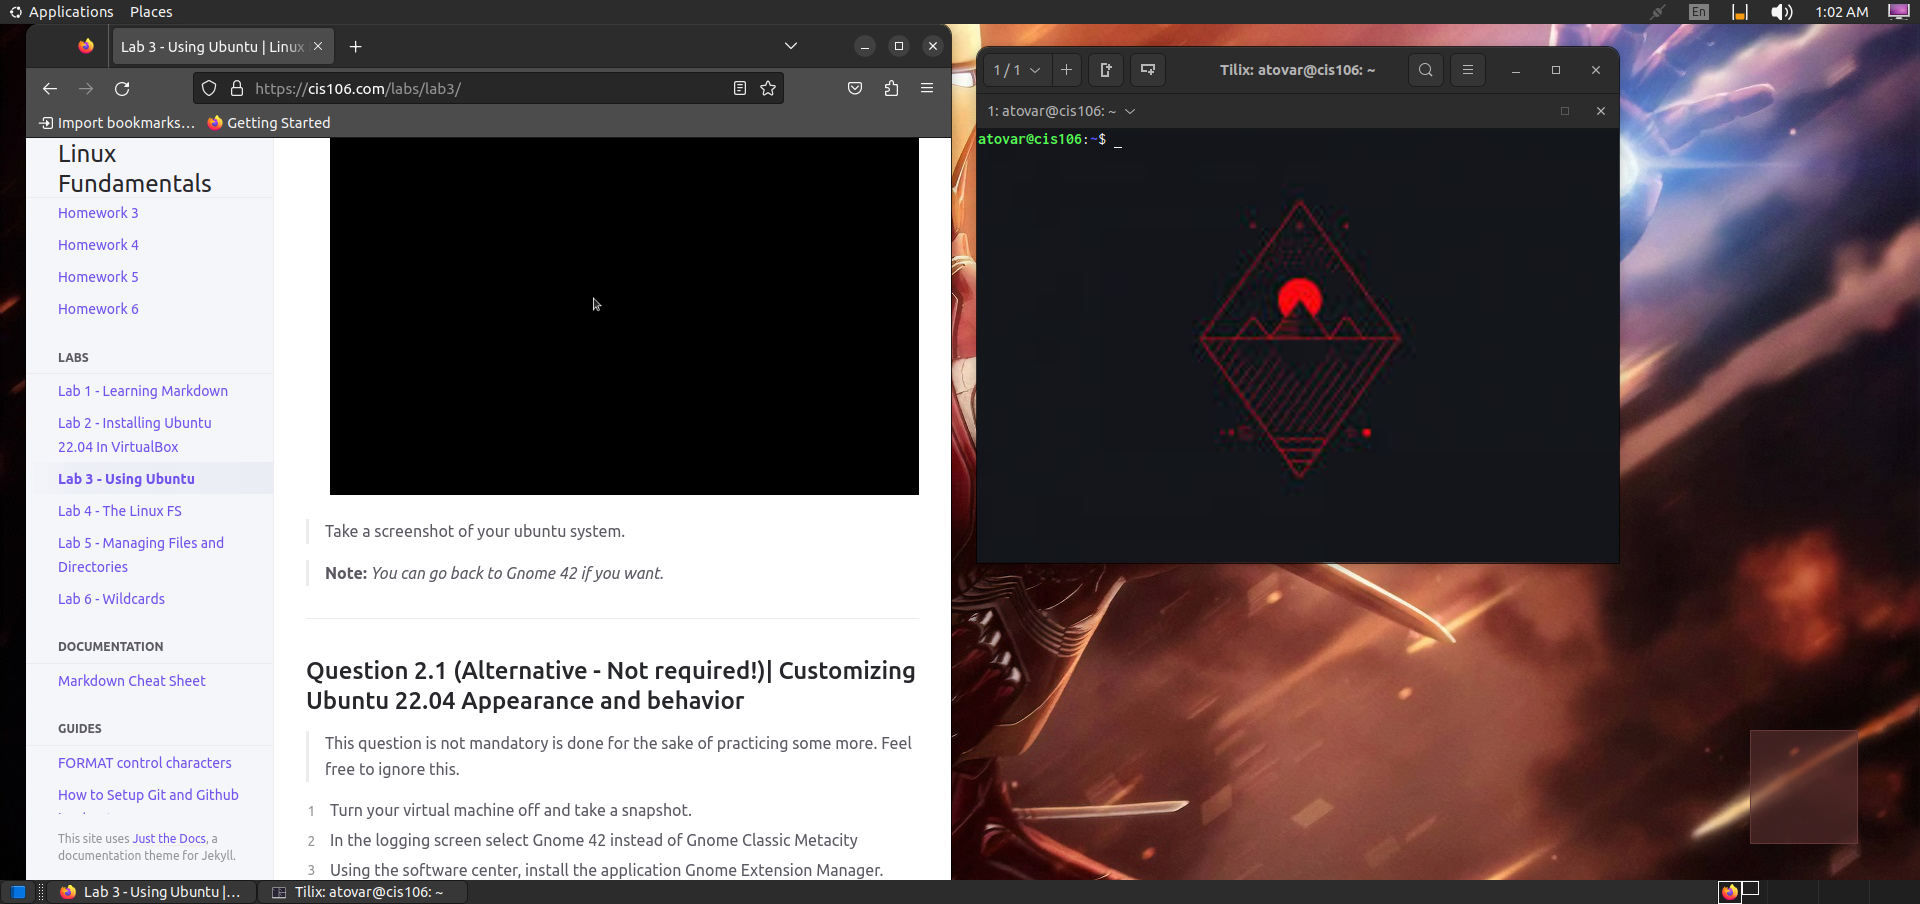 Applications Places
En 1:02 AM
Lab 3 - Using Ubuntu | Linux
https://cis106.com/labs/lab3/
Import bookmarks... Getting Started
Linux
Fundamentals
Homework 3
Homework 4
Homework 5
Homework 6
LABS
Lab 1 - Learning Markdown
Lab 2 - Installing Ubuntu
22.04 In VirtualBox
Lab 3 - Using Ubuntu
Lab 4 - The Linux FS
Lab 5 - Managing Files and
Directories
Lab 6 - Wildcards
DOCUMENTATION
Markdown Cheat Sheet
GUIDES
FORMAT control characters
How to Setup Git and Github
This site uses Just the Docs, a
documentation theme for Jekyll.
Take a screenshot of your ubuntu system.
Note: You can go back to Gnome 42 if you want.
Question 2.1 (Alternative - Not required!)| Customizing
Ubuntu 22.04 Appearance and behavior
This question is not mandatory is done for the sake of practicing some more. Feel
free to ignore this.
1 Turn your virtual machine off and take a snapshot.
2 In the logging screen select Gnome 42 instead of Gnome Classic Metacity
3 Using the software center, install the application Gnome Extension Manager.
1 / 1 Tilix: atovar@cis106: ~
1: atovar@cis106: ~
atovar@cis106:~$ _
Lab 3 - Using Ubuntu |... Tilix: atovar@cis106: ~